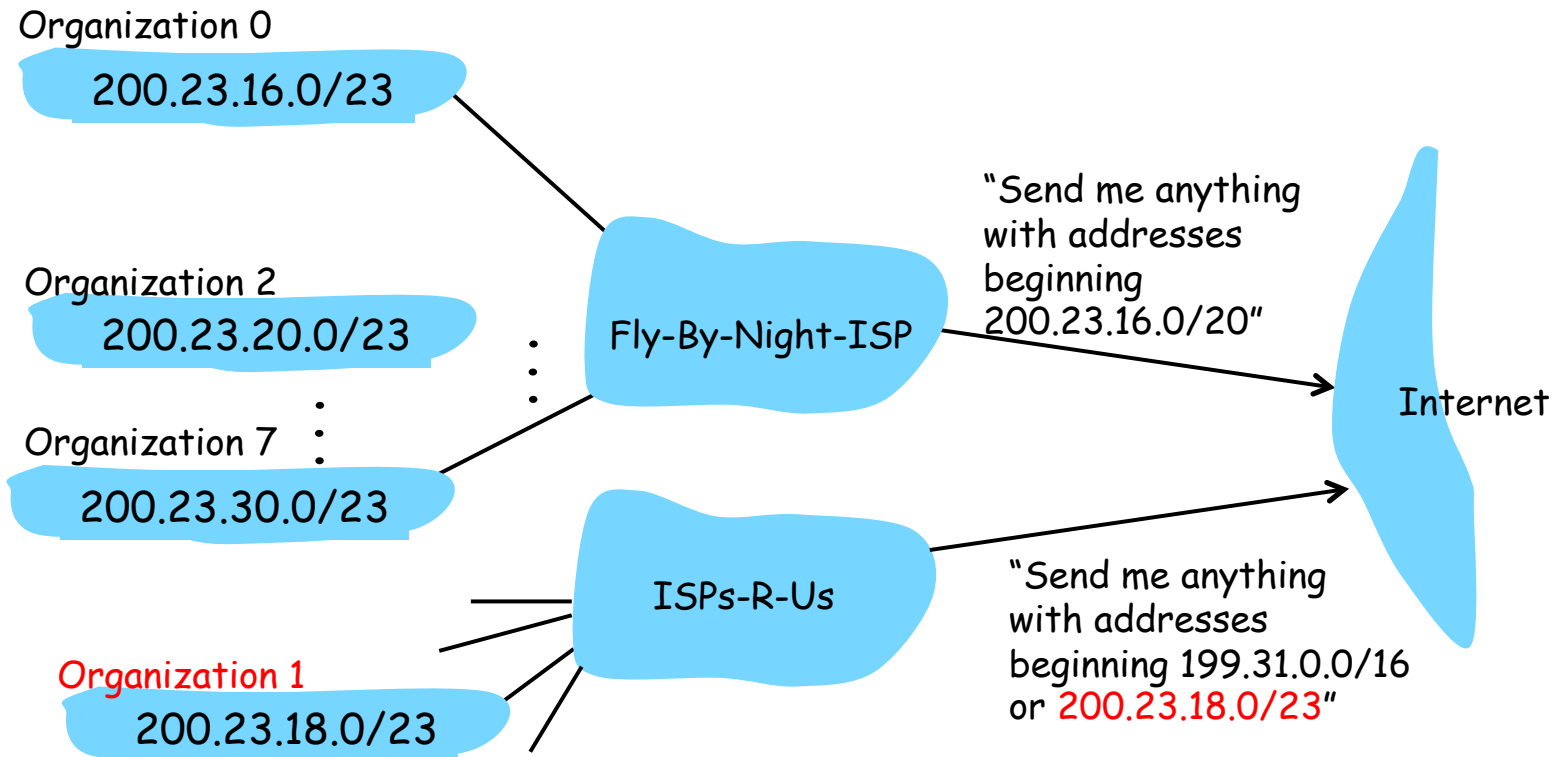 Organization 0
200.23.16.0/23
Organization 2
200.23.20.0/23
Organization 7
200.23.30.0/23
Fly-By-Night-ISP
“Send me anything
with addresses
beginning
200.23.16.0/20”
Internet
ISPs-R-Us
Organization 1
200.23.18.0/23
“Send me anything
with addresses
beginning 199.31.0.0/16
or 200.23.18.0/23”